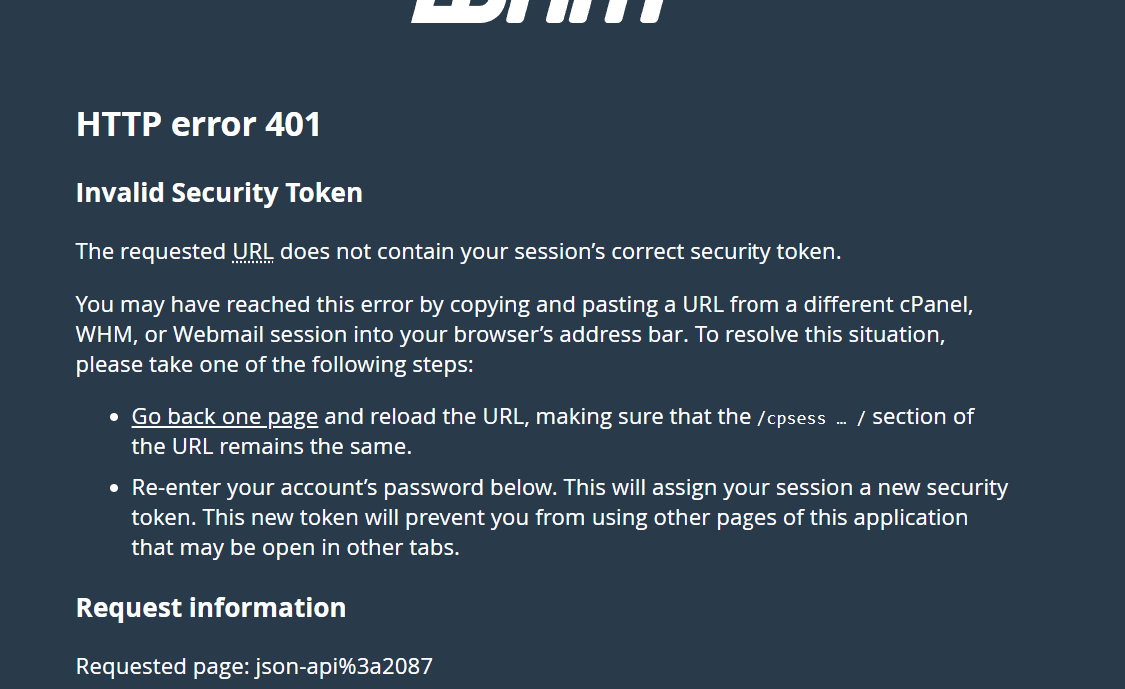 WHM
HTTP error 401
Invalid Security Token
The requested URL does not contain your session’s correct security token.
You may have reached this error by copying and pasting a URL from a different cPanel,
WHM, or Webmail session into your browser’s address bar. To resolve this situation,
please take one of the following steps:
• Go back one page and reload the URL, making sure that the /cpsess … / section of
the URL remains the same.
• Re-enter your account’s password below. This will assign your session a new security
token. This new token will prevent you from using other pages of this application
that may be open in other tabs.
Request information
Requested page: json-api%3a2087